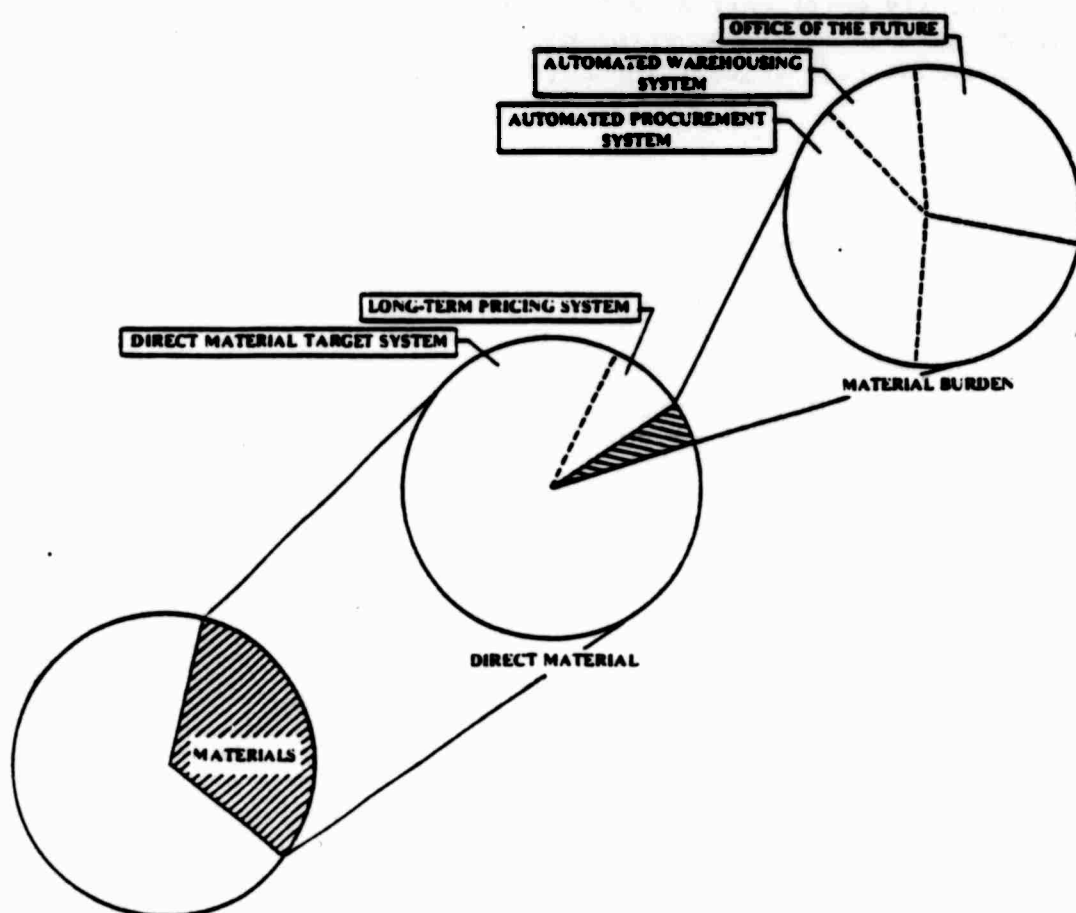 OFFICE OF THE FUTURE
AUTOMATED WAREHOUSING
SYSTEM
AUTOMATED PROCUREMENT
SYSTEM
LONG-TERM PRICING SYSTEM
DIRECT MATERIAL TARGET SYSTEM
MATERIAL BURDEN
DIRECT MATERIAL
MATERIALS